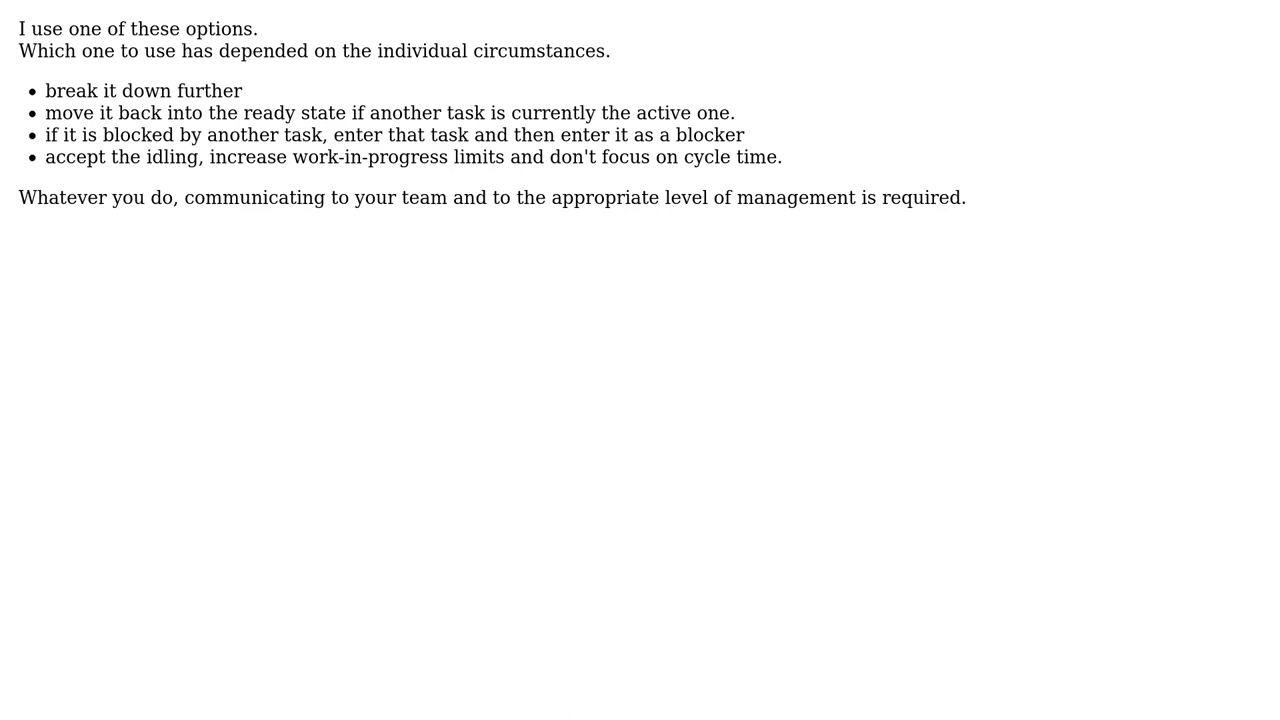 I use one of these options.
Which one to use has depended on the individual circumstances.
• break it down further
• move it back into the ready state if another task is currently the active one.
• if it is blocked by another task, enter that task and then enter it as a blocker
• accept the idling, increase work-in-progress limits and don't focus on cycle time.
Whatever you do, communicating to your team and to the appropriate level of management is required.